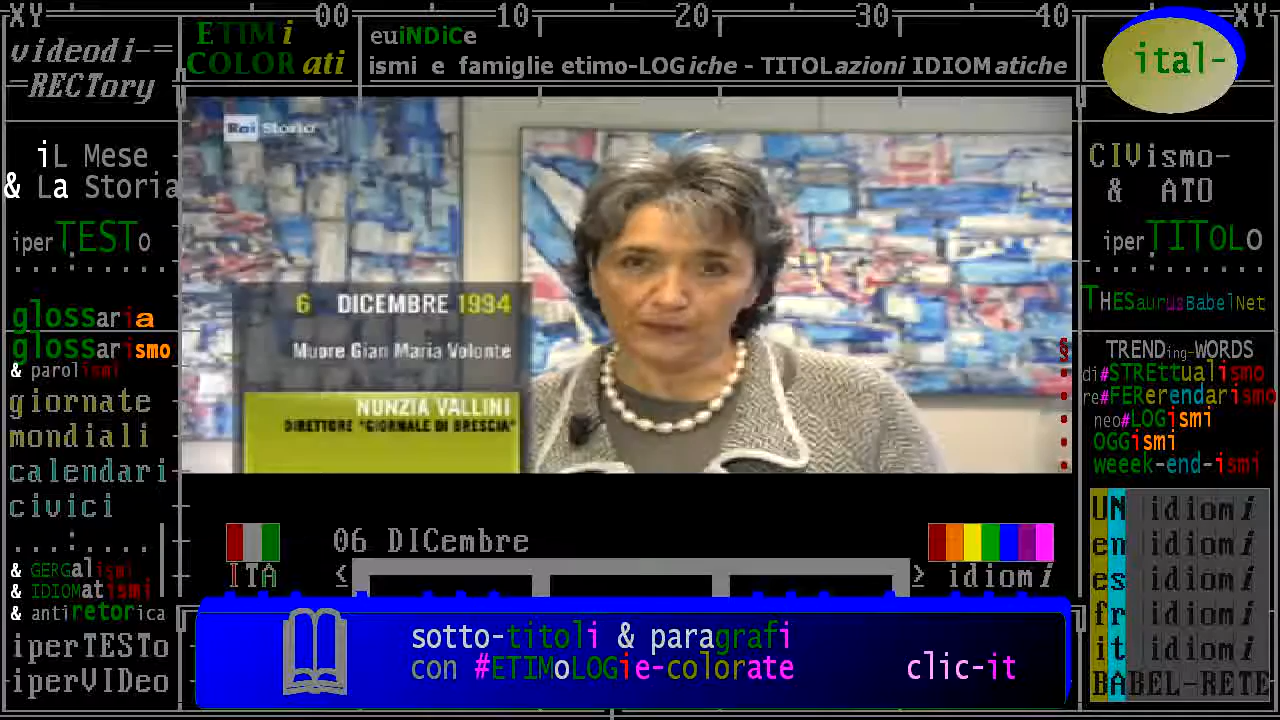 XY 00 10 20 30 40 XY
videodi-=
=RECTory
ETIMi
COLORati
euiNDiCe
ismi e famiglie etimo-LOGiche - TITOLazioni IDIOMatiche
ital-
iL Mese
& La Storia
iperTESTo
glossaria
glossarismo
& parolismi
giornate
mondiali
calendari
civici
...:....
& GERGalismi
& IDIOMatismi
& antiretorica
iperTESTo
iperVIDeo
Rai Storia
6 DICEMBRE 1994
Muore Gian Maria Volonte
NUNZIA VALLINI
DIRETTORE "GIORNALE DI BRESCIA"
§
06 DICembre
ITA < > idiomi
sotto-titoli & paragrafi
con #ETIMoLOGie-colorate clic-it
CIVismo-
& ATO
iperTITOLO
THESaurusBabelNet
TRENDing-WORDS
di#STREttualismo
re#FERerendarismo
neo#LOGismi
OGGismi
weeek-end-ismi
UN idiomi
en idiomi
es idiomi
fr idiomi
it idiomi
BABEL-RETE